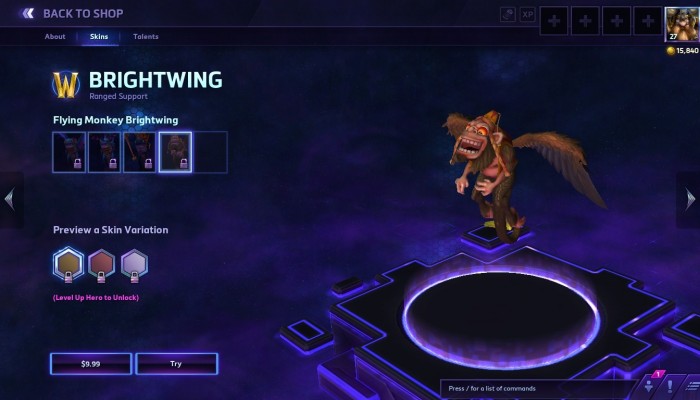 BACK TO SHOP
XP
27
15,840
About
Skins
Talents
W
BRIGHTWING
Ranged Support
Flying Monkey Brightwing
Preview a Skin Variation
(Level Up Hero to Unlock)
$9.99
Try
Press / for a list of commands
1